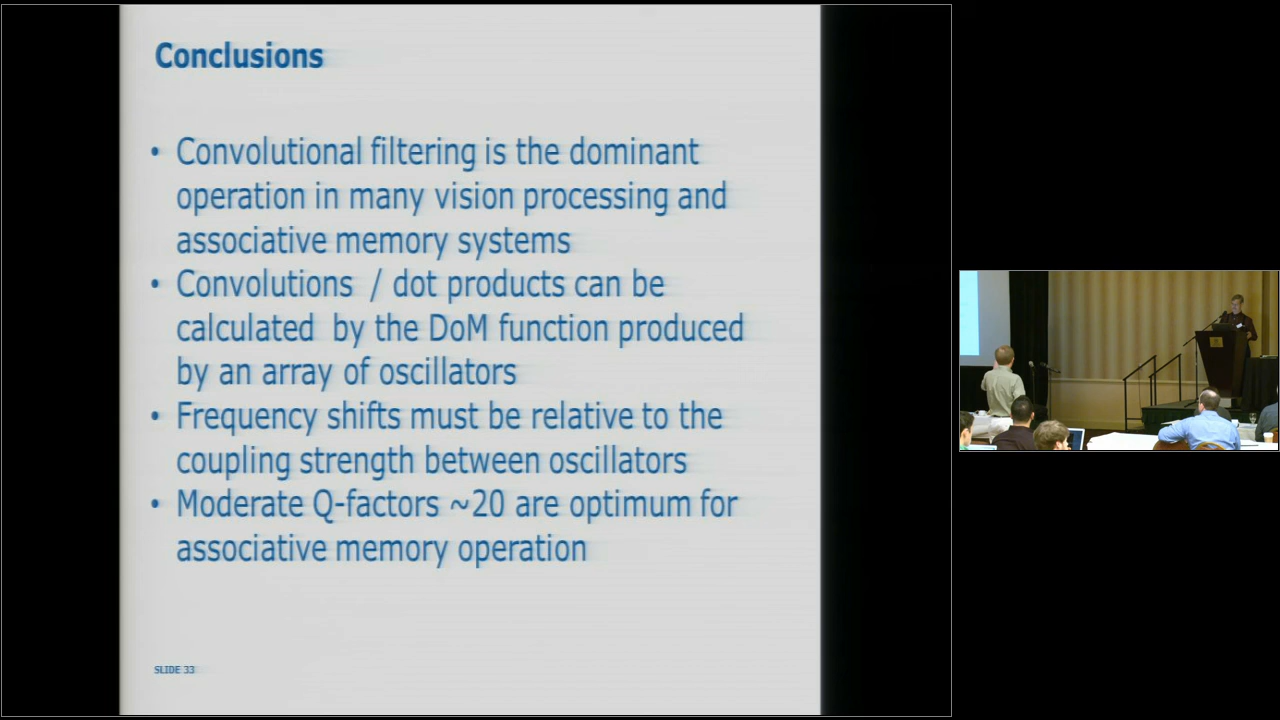 Conclusions
• Convolutional filtering is the dominant
operation in many vision processing and
associative memory systems
• Convolutions / dot products can be
calculated by the DoM function produced
by an array of oscillators
• Frequency shifts must be relative to the
coupling strength between oscillators
• Moderate Q-factors ~20 are optimum for
associative memory operation
SLIDE 33